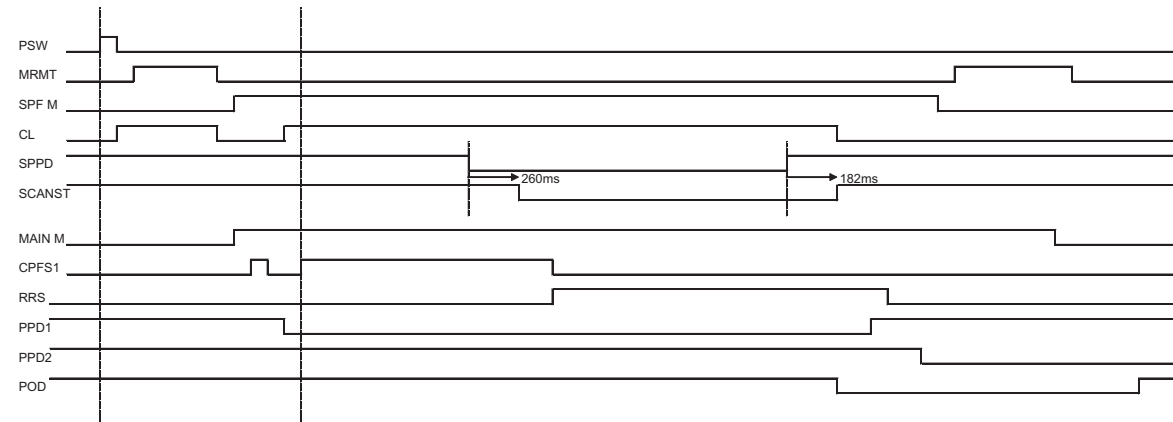 PSW
MRMT
SPF M
CL
SPPD
260ms
182ms
SCANST
MAIN M
CPFS1
RRS
PPD1
PPD2
POD